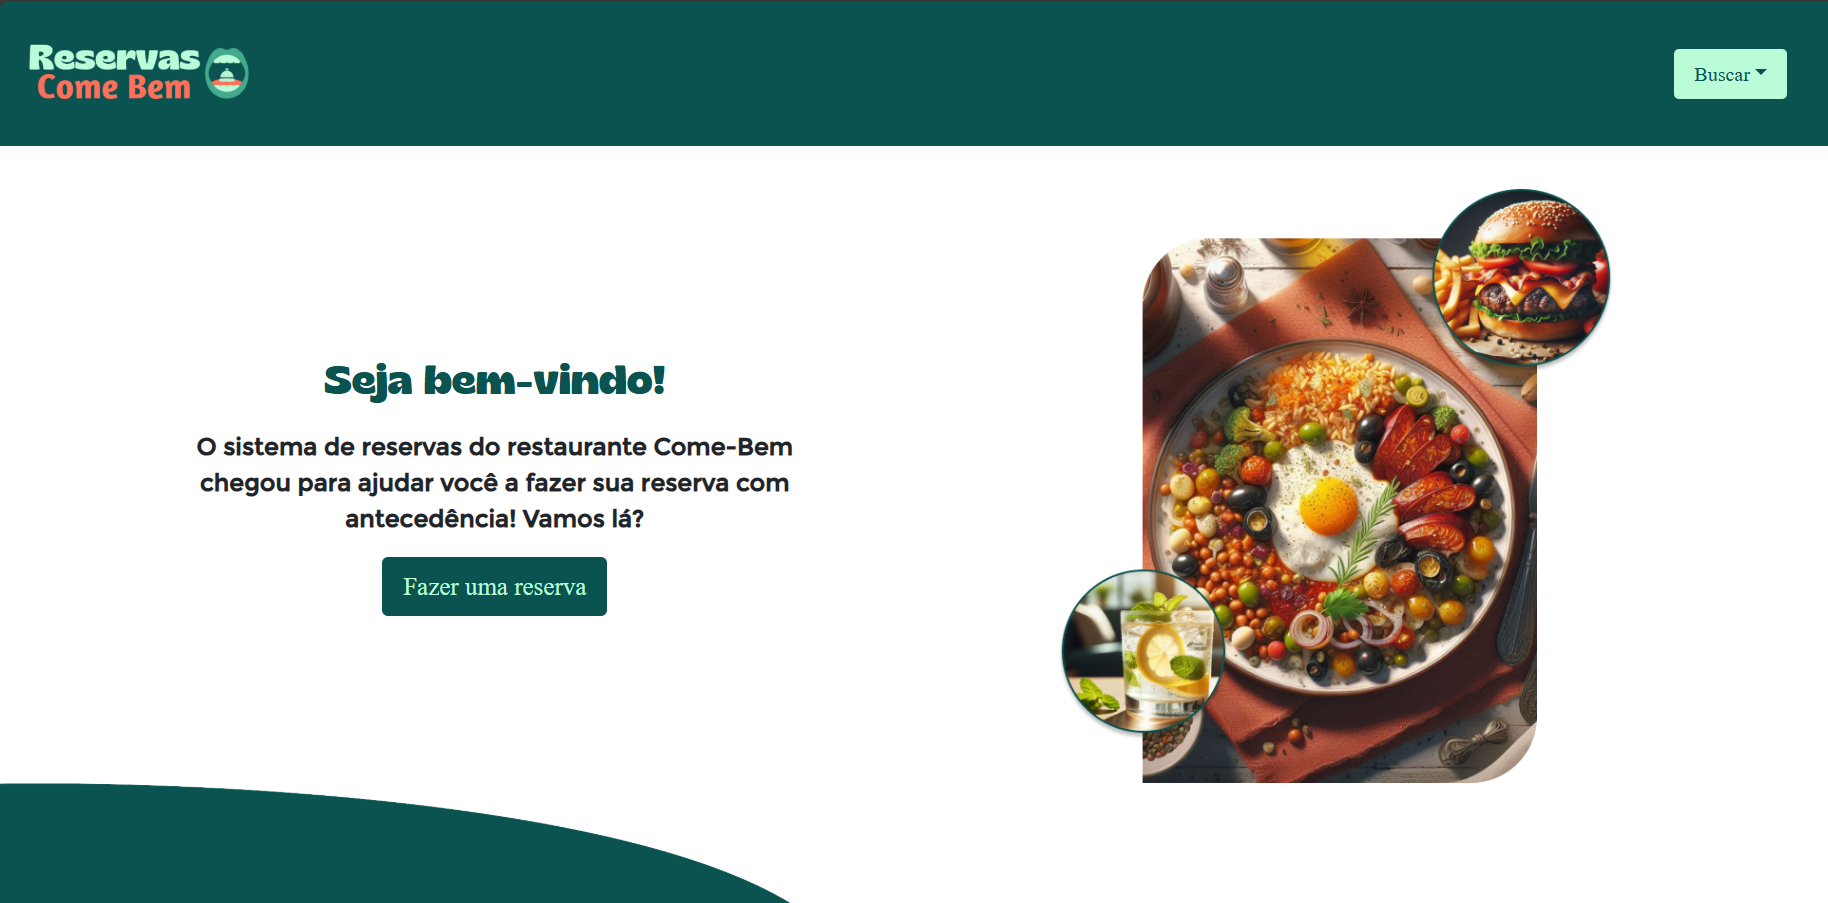 Reservas
Come Bem
Buscar
Seja bem-vindo!
O sistema de reservas do restaurante Come-Bem
chegou para ajudar você a fazer sua reserva com
antecedência! Vamos lá?
Fazer uma reserva